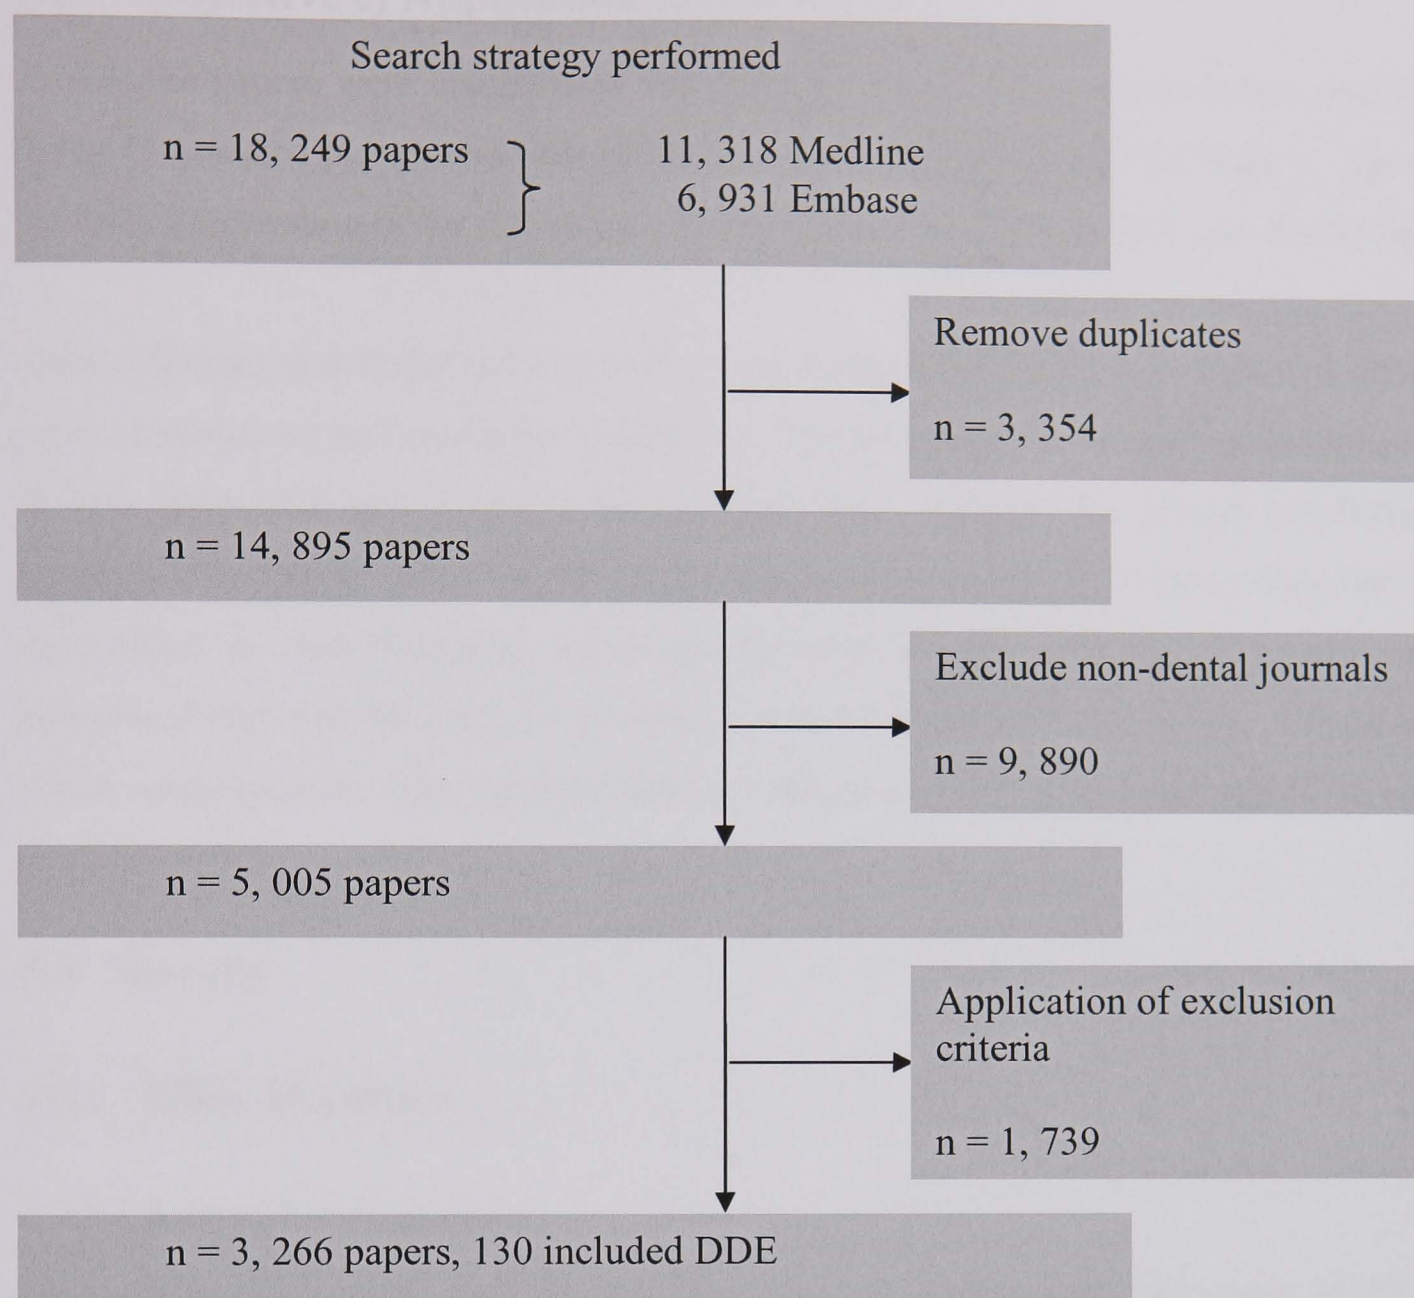 Search strategy performed
n = 18, 249 papers
11, 318 Medline
6, 931 Embase
Remove duplicates
n = 3, 354
n = 14, 895 papers
Exclude non-dental journals
n = 9, 890
n = 5, 005 papers
Application of exclusion
criteria
n = 1, 739
n = 3, 266 papers, 130 included DDE